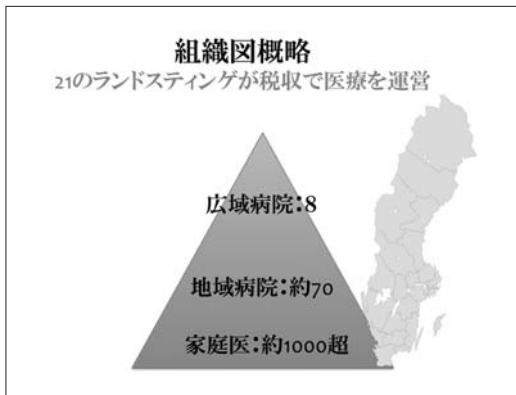 組織図概略
21のランドスティングが税収で医療を運営
広域病院：8
地域病院：約70
家庭医：約1000超